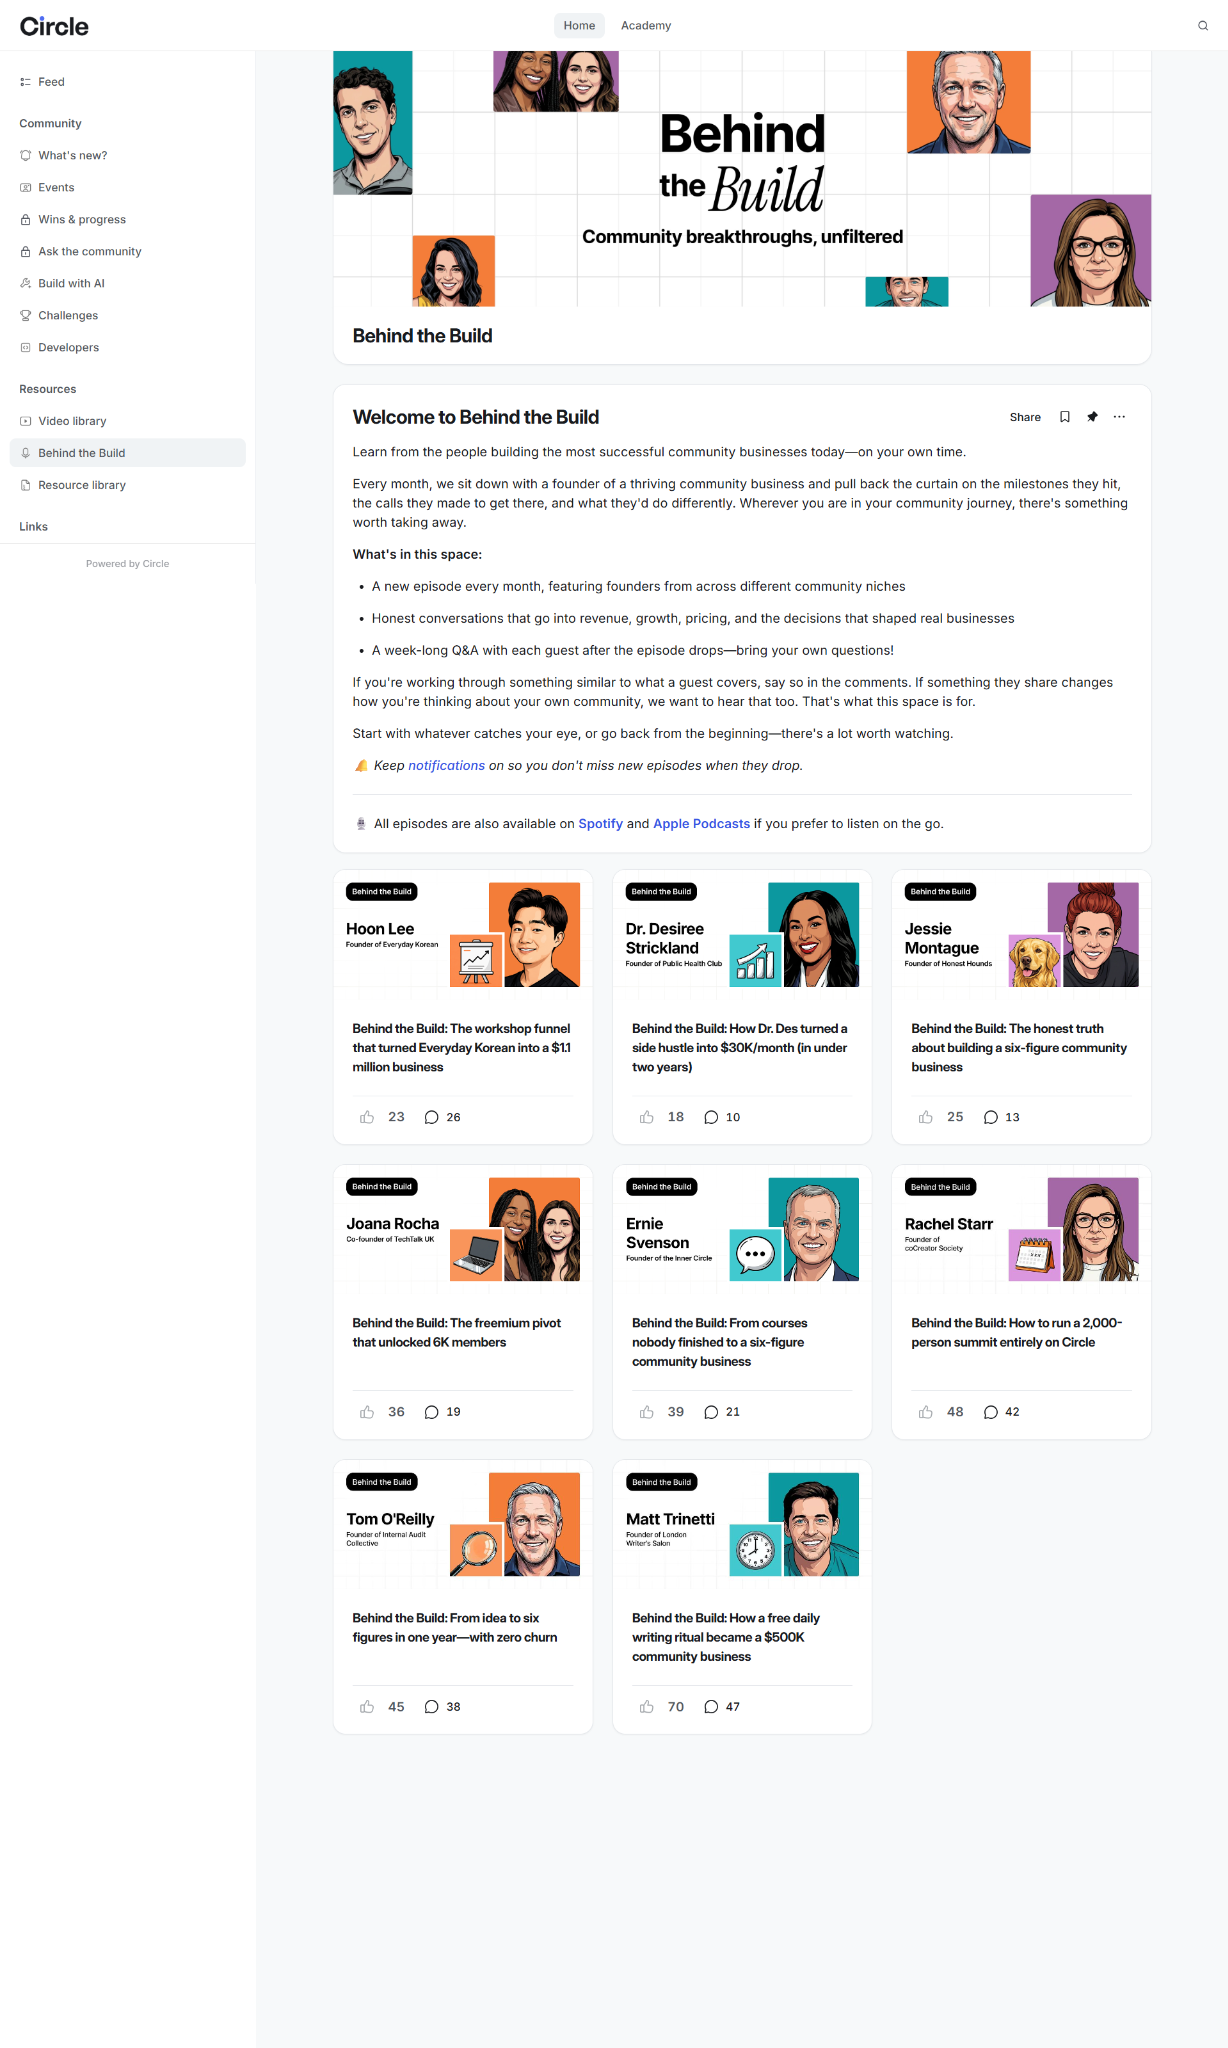 Circle
Home
Academy
Feed
Community
What's new?
Events
Wins & progress
Ask the community
Build with AI
Challenges
Developers
Resources
Video library
Behind the Build
Resource library
Links
Powered by Circle
Behind
the Build
Community breakthroughs, unfiltered
Behind the Build
Welcome to Behind the Build
Share
Learn from the people building the most successful community businesses today—on your own time.
Every month, we sit down with a founder of a thriving community business and pull back the curtain on the milestones they hit,
the calls they made to get there, and what they'd do differently. Wherever you are in your community journey, there's something
worth taking away.
What's in this space:
• A new episode every month, featuring founders from across different community niches
• Honest conversations that go into revenue, growth, pricing, and the decisions that shaped real businesses
• A week-long Q&A with each guest after the episode drops—bring your own questions!
If you're working through something similar to what a guest covers, say so in the comments. If something they share changes
how you're thinking about your own community, we want to hear that too. That's what this space is for.
Start with whatever catches your eye, or go back from the beginning—there's a lot worth watching.
Keep notifications on so you don't miss new episodes when they drop.
All episodes are also available on Spotify and Apple Podcasts if you prefer to listen on the go.
Behind the Build
Hoon Lee
Founder of Everyday Korean
Behind the Build: The workshop funnel
that turned Everyday Korean into a $1.1
million business
23
26
Behind the Build
Dr. Desiree
Strickland
Founder of Public Health Club
Behind the Build: How Dr. Des turned a
side hustle into $30K/month (in under
two years)
18
10
Behind the Build
Jessie
Montague
Founder of Honest Hounds
Behind the Build: The honest truth
about building a six-figure community
business
25
13
Behind the Build
Joana Rocha
Co-founder of TechTalk UK
Behind the Build: The freemium pivot
that unlocked 6K members
36
19
Behind the Build
Ernie
Svenson
Founder of the Inner Circle
Behind the Build: From courses
nobody finished to a six-figure
community business
39
21
Behind the Build
Rachel Starr
Founder of
coCreator Society
Behind the Build: How to run a 2,000-
person summit entirely on Circle
48
42
Behind the Build
Tom O'Reilly
Founder of Internal Audit
Collective
Behind the Build: From idea to six
figures in one year—with zero churn
45
38
Behind the Build
Matt Trinetti
Founder of London
Writer's Salon
Behind the Build: How a free daily
writing ritual became a $500K
community business
70
47